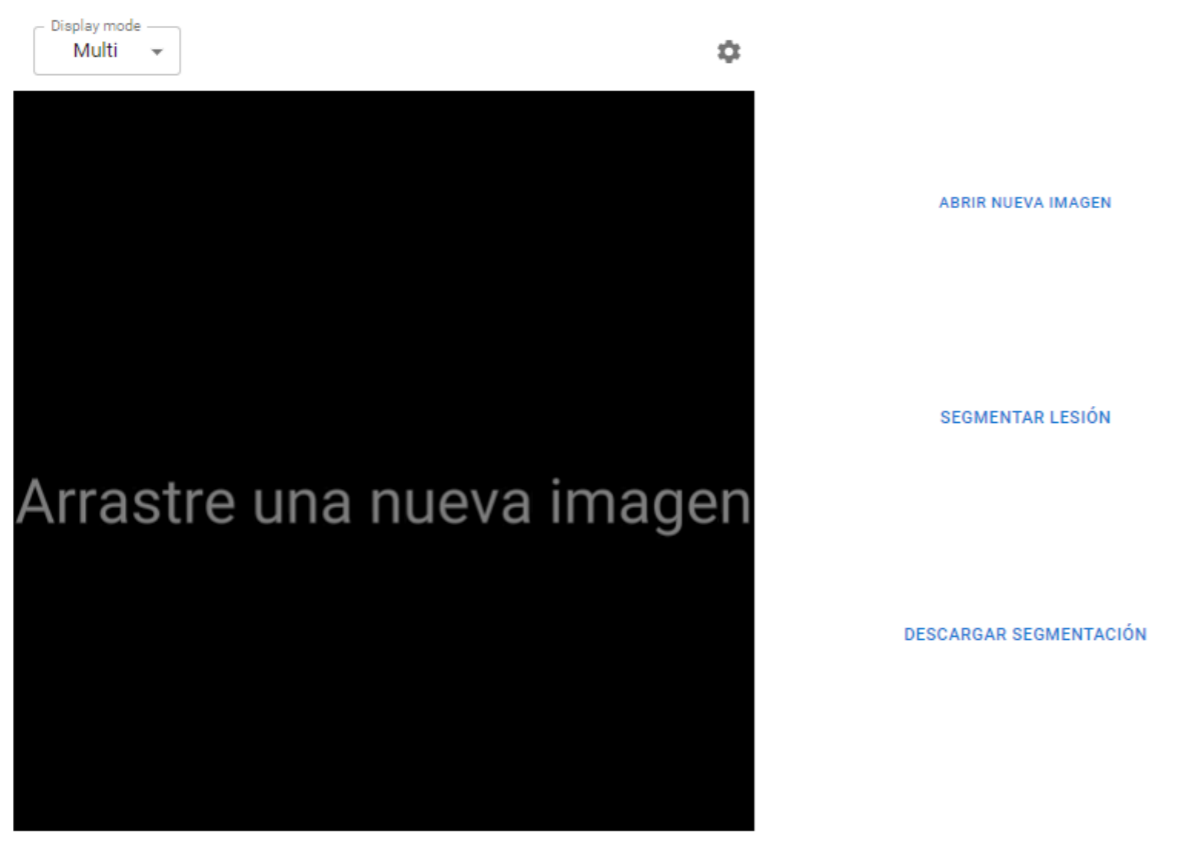 Display mode
Multi
ABRIR NUEVA IMAGEN
SEGMENTAR LESIÓN
Arrastre una nueva imagen
DESCARGAR SEGMENTACIÓN